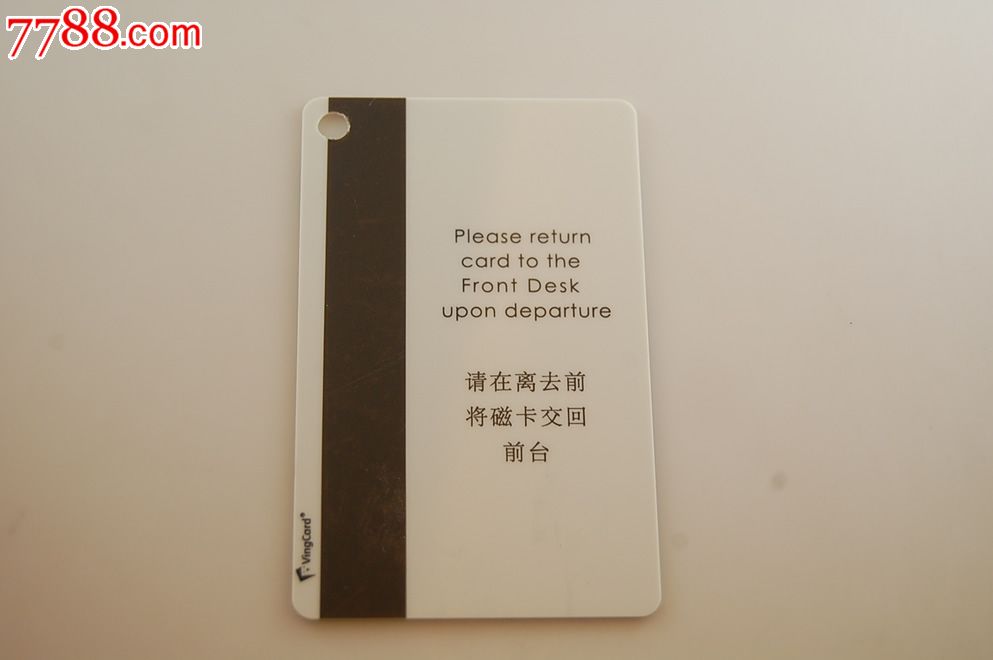 7788.com
Please return
card to the
Front Desk
upon departure
请在离去前
将磁卡交回
前台
VingCard®